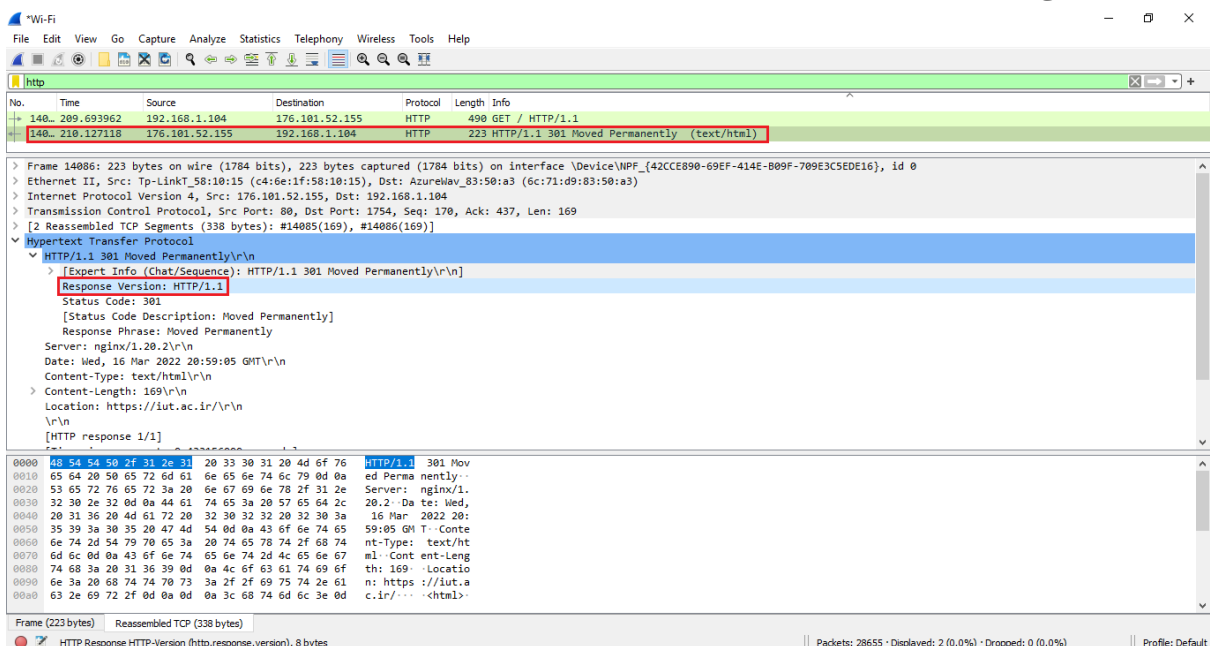 *Wi-Fi
File Edit View Go Capture Analyze Statistics Telephony Wireless Tools Help
http
No. Time Source Destination Protocol Length Info
140… 209.693962 192.168.1.104 176.101.52.155 HTTP 490 GET / HTTP/1.1
140… 210.127118 176.101.52.155 192.168.1.104 HTTP 223 HTTP/1.1 301 Moved Permanently (text/html)
> Frame 14086: 223 bytes on wire (1784 bits), 223 bytes captured (1784 bits) on interface \Device\NPF_{42CCE890-69EF-414E-B09F-709E3C5EDE16}, id 0
> Ethernet II, Src: Tp-LinkT_58:10:15 (c4:6e:1f:58:10:15), Dst: AzureWav_83:50:a3 (6c:71:d9:83:50:a3)
> Internet Protocol Version 4, Src: 176.101.52.155, Dst: 192.168.1.104
> Transmission Control Protocol, Src Port: 80, Dst Port: 1754, Seq: 170, Ack: 437, Len: 169
> [2 Reassembled TCP Segments (338 bytes): #14085(169), #14086(169)]
Hypertext Transfer Protocol
HTTP/1.1 301 Moved Permanently\r\n
> [Expert Info (Chat/Sequence): HTTP/1.1 301 Moved Permanently\r\n]
Response Version: HTTP/1.1
Status Code: 301
[Status Code Description: Moved Permanently]
Response Phrase: Moved Permanently
Server: nginx/1.20.2\r\n
Date: Wed, 16 Mar 2022 20:59:05 GMT\r\n
Content-Type: text/html\r\n
> Content-Length: 169\r\n
Location: https://iut.ac.ir/\r\n
\r\n
[HTTP response 1/1]
0000 48 54 54 50 2f 31 2e 31 20 33 30 31 20 4d 6f 76 HTTP/1.1 301 Mov
0010 65 64 20 50 65 72 6d 61 6e 65 6e 74 6c 79 0d 0a ed Perma nently··
0020 53 65 72 76 65 72 3a 20 6e 67 69 6e 78 2f 31 2e Server: nginx/1.
0030 32 30 2e 32 0d 0a 44 61 74 65 3a 20 57 65 64 2c 20.2··Da te: Wed,
0040 20 31 36 20 4d 61 72 20 32 30 32 32 20 32 30 3a 16 Mar 2022 20:
0050 35 39 3a 30 35 20 47 4d 54 0d 0a 43 6f 6e 74 65 59:05 GM T··Conte
0060 6e 74 2d 54 79 70 65 3a 20 74 65 78 74 2f 68 74 nt-Type: text/ht
0070 6d 6c 0d 0a 43 6f 6e 74 65 6e 74 2d 4c 65 6e 67 ml··Cont ent-Leng
0080 74 68 3a 20 31 36 39 0d 0a 4c 6f 63 61 74 69 6f th: 169· ·Locatio
0090 6e 3a 20 68 74 74 70 73 3a 2f 2f 69 75 74 2e 61 n: https ://iut.a
00a0 63 2e 69 72 2f 0d 0a 0d 0a 3c 68 74 6d 6c 3e 0d c.ir/··· ·<html>·
Frame (223 bytes) Reassembled TCP (338 bytes)
HTTP Response HTTP-Version (http.response.version), 8 bytes Packets: 28655 · Displayed: 2 (0.0%) · Dropped: 0 (0.0%) Profile: Default